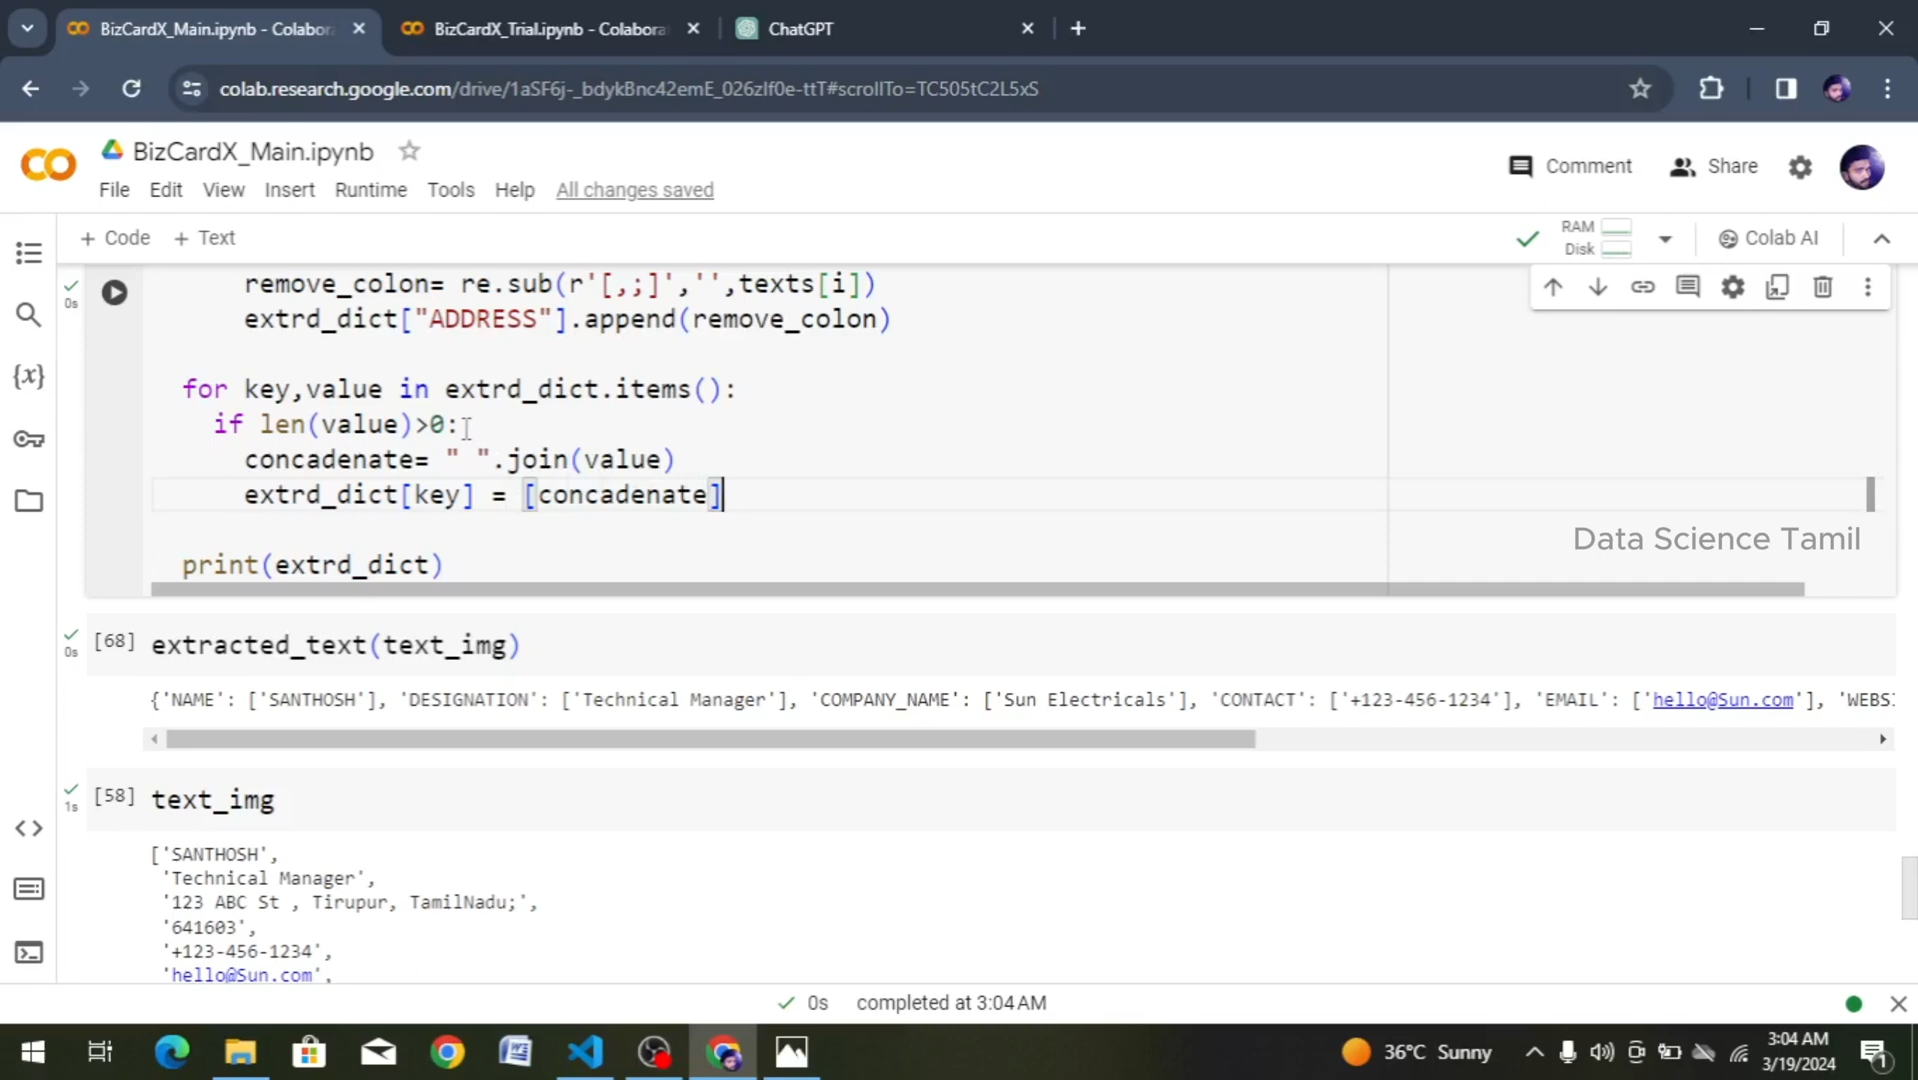 BizCardX_Main.ipynb - Colabor
BizCardX_Trial.ipynb - Colabora
ChatGPT
colab.research.google.com/drive/1aSF6j-_bdykBnc42emE_026zIf0e-ttT#scrollTo=TC505tC2L5xS
BizCardX_Main.ipynb
Comment
Share
File Edit View Insert Runtime Tools Help All changes saved
+ Code + Text
RAM
Disk
Colab AI
0s
remove_colon= re.sub(r'[,;]','',texts[i])
extrd_dict["ADDRESS"].append(remove_colon)
for key,value in extrd_dict.items():
if len(value)>0:
concadenate= " ".join(value)
extrd_dict[key] = [concadenate]
Data Science Tamil
print(extrd_dict)
0s
[68] extracted_text(text_img)
{'NAME': ['SANTHOSH'], 'DESIGNATION': ['Technical Manager'], 'COMPANY_NAME': ['Sun Electricals'], 'CONTACT': ['+123-456-1234'], 'EMAIL': ['hello@Sun.com'], 'WEBSI
1s
[58] text_img
['SANTHOSH',
'Technical Manager',
'123 ABC St , Tirupur, TamilNadu;',
'641603',
'+123-456-1234',
'hello@Sun.com',
0s completed at 3:04 AM
36°C Sunny
3:04 AM
3/19/2024
1